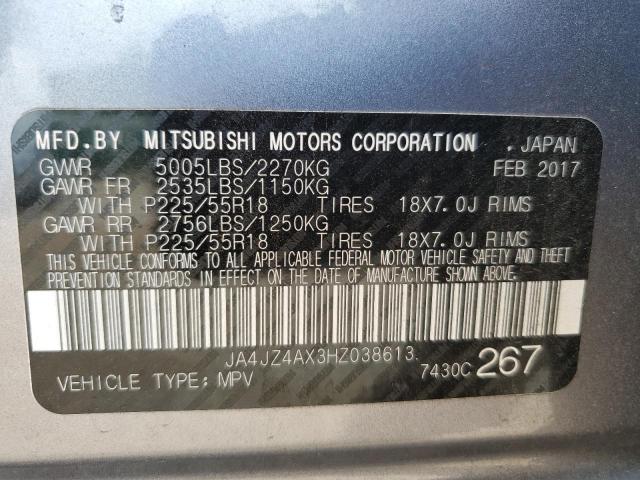 MFD.BY MITSUBISHI MOTORS CORPORATION . JAPAN
GVWR 5005LBS/2270KG FEB 2017
GAWR FR 2535LBS/1150KG
WITH P225/55R18 TIRES 18X7.0J RIMS
GAWR RR 2756LBS/1250KG
WITH P225/55R18 TIRES 18X7.0J RIMS
THIS VEHICLE CONFORMS TO ALL APPLICABLE FEDERAL MOTOR VEHICLE SAFETY AND THEFT
PREVENTION STANDARDS IN EFFECT ON THE DATE OF MANUFACTURE SHOWN ABOVE.
JA4JZ4AX3HZ038613.
VEHICLE TYPE: MPV 7430C 267